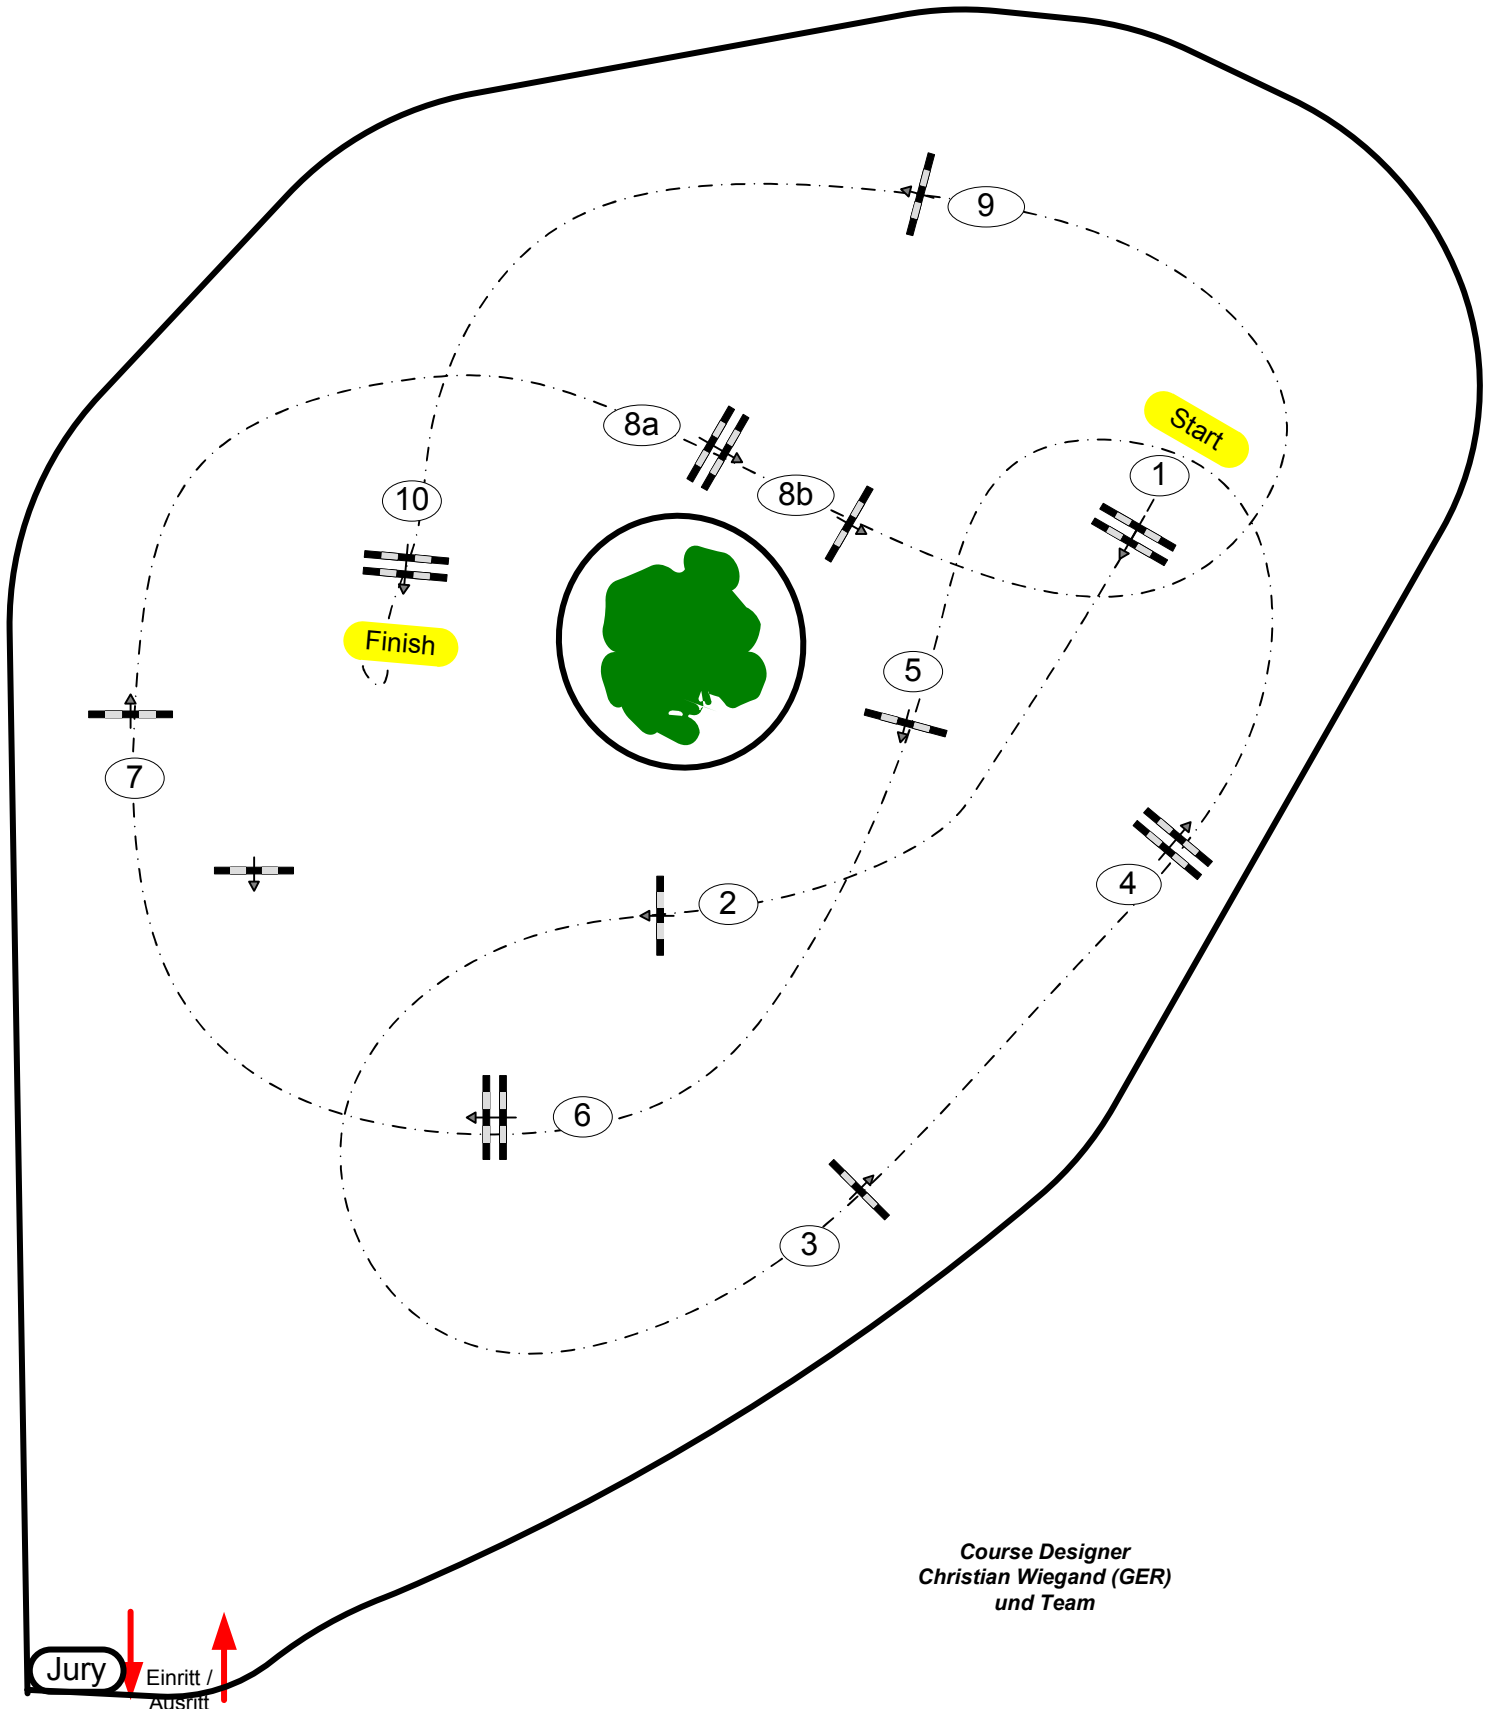 9
Start
8a
1
8b
10
Finish
5
7
4
2
6
3
Course Designer
Christian Wiegand (GER)
und Team
Jury
Einritt /
Ausritt